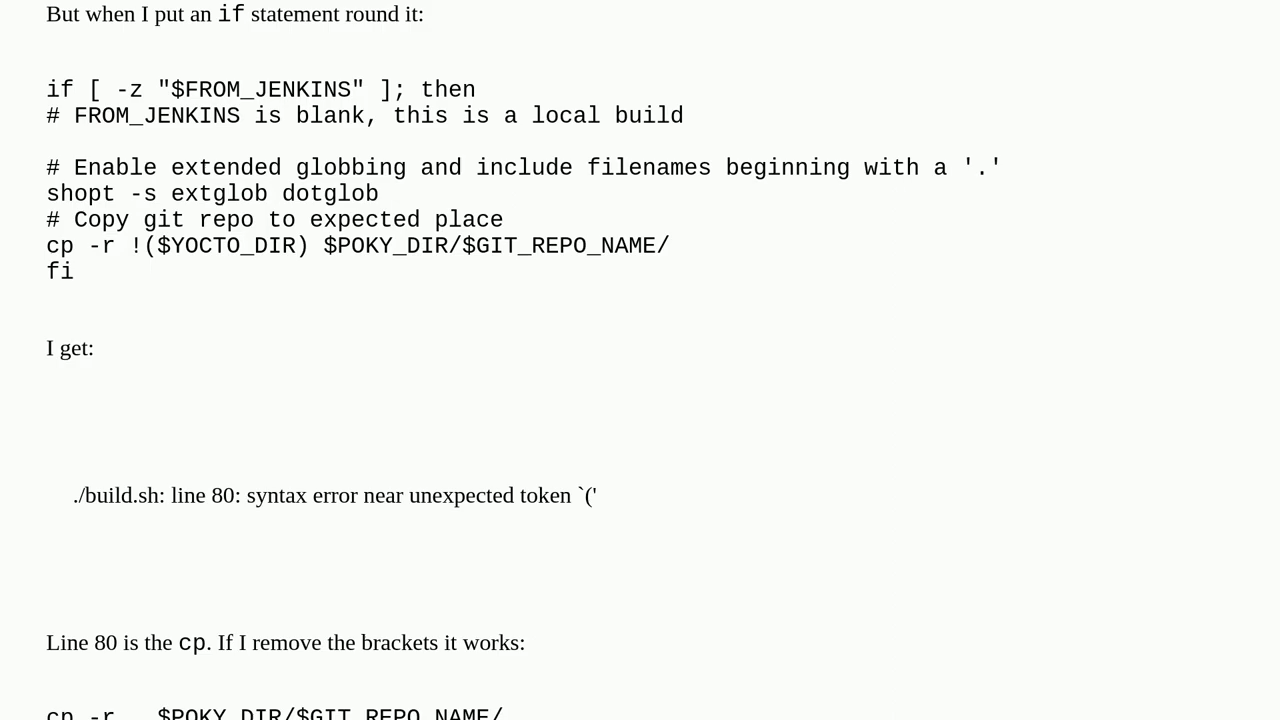 But when I put an if statement round it:
if [ -z "$FROM_JENKINS" ]; then
# FROM_JENKINS is blank, this is a local build
# Enable extended globbing and include filenames beginning with a '.'
shopt -s extglob dotglob
# Copy git repo to expected place
cp -r !($YOCTO_DIR) $POKY_DIR/$GIT_REPO_NAME/
fi
I get:
./build.sh: line 80: syntax error near unexpected token `('
Line 80 is the cp. If I remove the brackets it works:
cp -r . $POKY_DIR/$GIT_REPO_NAME/